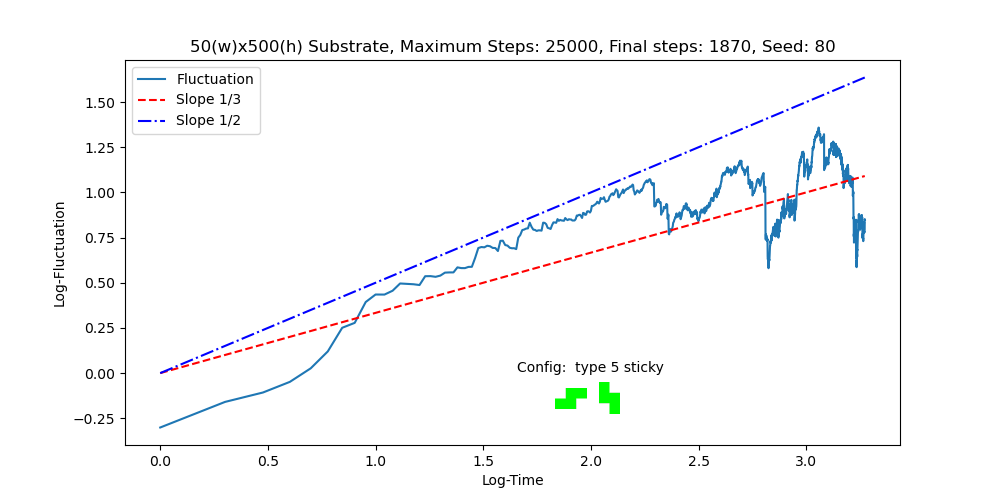 50(w)x500(h) Substrate, Maximum Steps: 25000, Final steps: 1870, Seed: 80
Fluctuation
Slope 1/3
Slope 1/2
1.50
1.25
1.00
0.75
0.50
0.25
0.00
−0.25
Log-Fluctuation
Config:  type 5 sticky
0.0 0.5 1.0 1.5 2.0 2.5 3.0
Log-Time